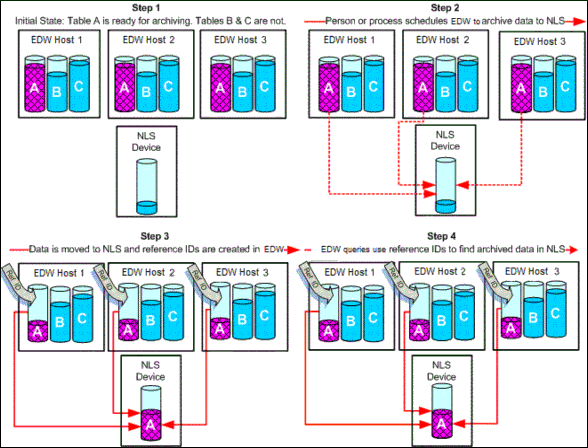 Step 1
Initial State: Table A is ready for archiving. Tables B & C are not.
EDW Host 1
EDW Host 2
EDW Host 3
A B C
A B C
A B C
NLS
Device
Step 2
Person or process schedules EDW to archive data to NLS
EDW Host 1
EDW Host 2
EDW Host 3
A B C
A B C
A B C
NLS
Device
Step 3
Data is moved to NLS and reference IDs are created in EDW
Ref ID
Ref ID
Ref ID
EDW Host 1
EDW Host 2
EDW Host 3
A B C
A B C
A B C
NLS
Device
A
Step 4
EDW queries use reference IDs to find archived data in NLS
Ref ID
Ref ID
Ref ID
EDW Host 1
EDW Host 2
EDW Host 3
A B C
A B C
A B C
NLS
Device
A